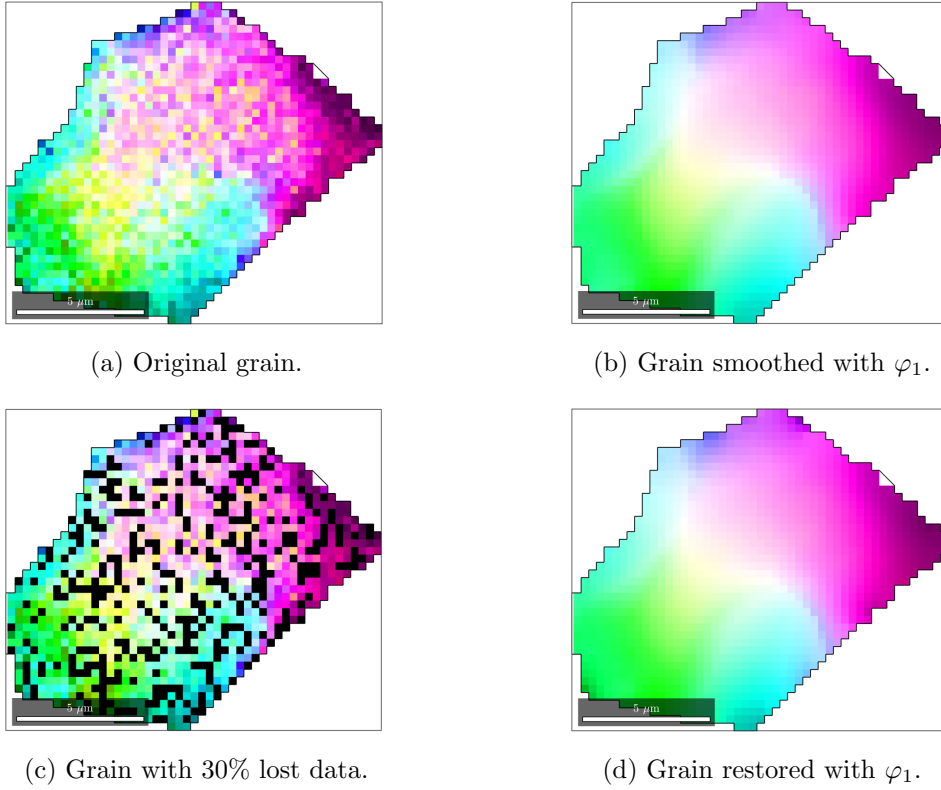 5 μm
5 μm
(a) Original grain.
(b) Grain smoothed with φ₁.
5 μm
5 μm
(c) Grain with 30% lost data.
(d) Grain restored with φ₁.